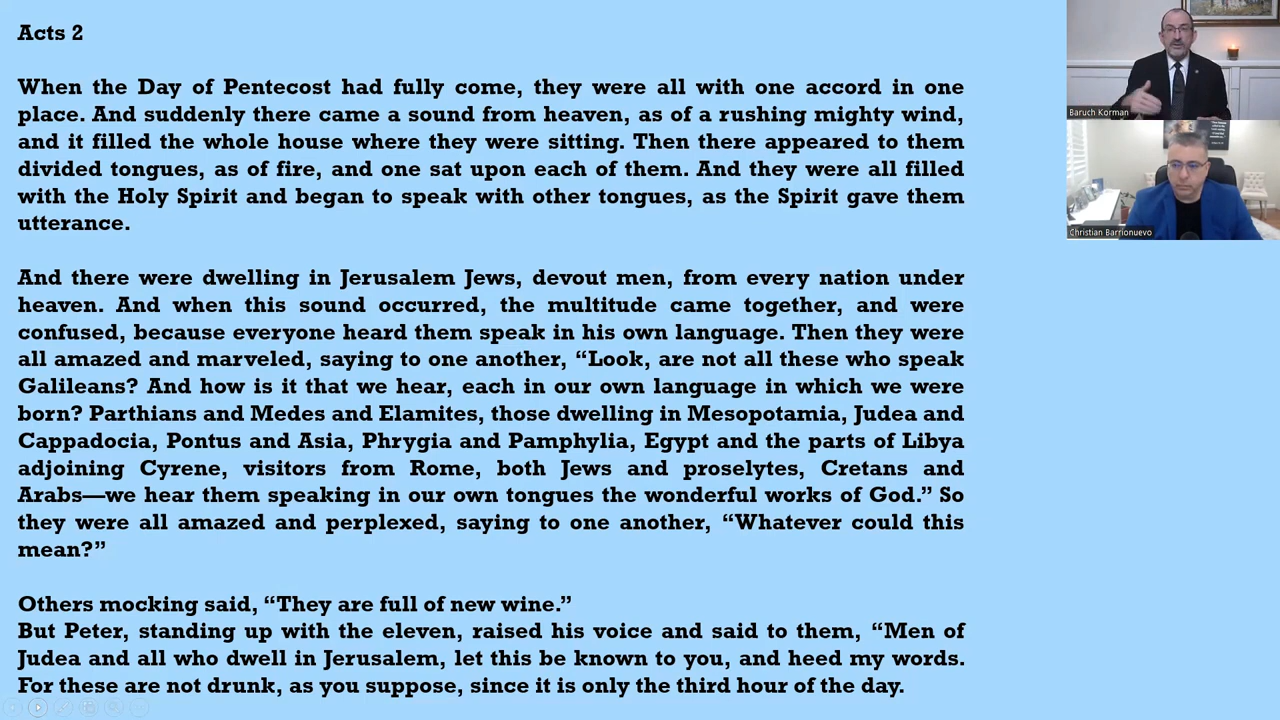 Acts 2
When the Day of Pentecost had fully come, they were all with one accord in one
place. And suddenly there came a sound from heaven, as of a rushing mighty wind,
and it filled the whole house where they were sitting. Then there appeared to them
divided tongues, as of fire, and one sat upon each of them. And they were all filled
with the Holy Spirit and began to speak with other tongues, as the Spirit gave them
utterance.
And there were dwelling in Jerusalem Jews, devout men, from every nation under
heaven. And when this sound occurred, the multitude came together, and were
confused, because everyone heard them speak in his own language. Then they were
all amazed and marveled, saying to one another, “Look, are not all these who speak
Galileans? And how is it that we hear, each in our own language in which we were
born? Parthians and Medes and Elamites, those dwelling in Mesopotamia, Judea and
Cappadocia, Pontus and Asia, Phrygia and Pamphylia, Egypt and the parts of Libya
adjoining Cyrene, visitors from Rome, both Jews and proselytes, Cretans and
Arabs—we hear them speaking in our own tongues the wonderful works of God.” So
they were all amazed and perplexed, saying to one another, “Whatever could this
mean?”
Others mocking said, “They are full of new wine.”
But Peter, standing up with the eleven, raised his voice and said to them, “Men of
Judea and all who dwell in Jerusalem, let this be known to you, and heed my words.
For these are not drunk, as you suppose, since it is only the third hour of the day.
Baruch Korman
Christian Barrionuevo